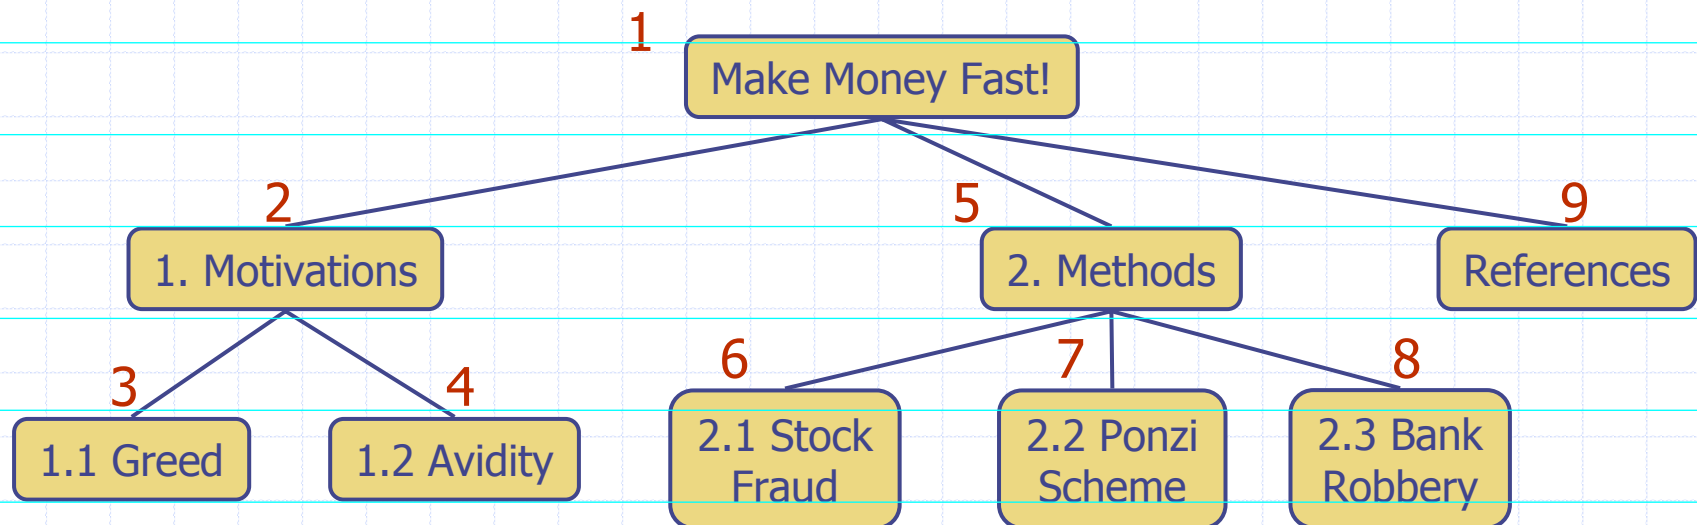 1
Make Money Fast!
2
5
9
1. Motivations
2. Methods
References
3
4
6
7
8
1.1 Greed
1.2 Avidity
2.1 Stock
Fraud
2.2 Ponzi
Scheme
2.3 Bank
Robbery